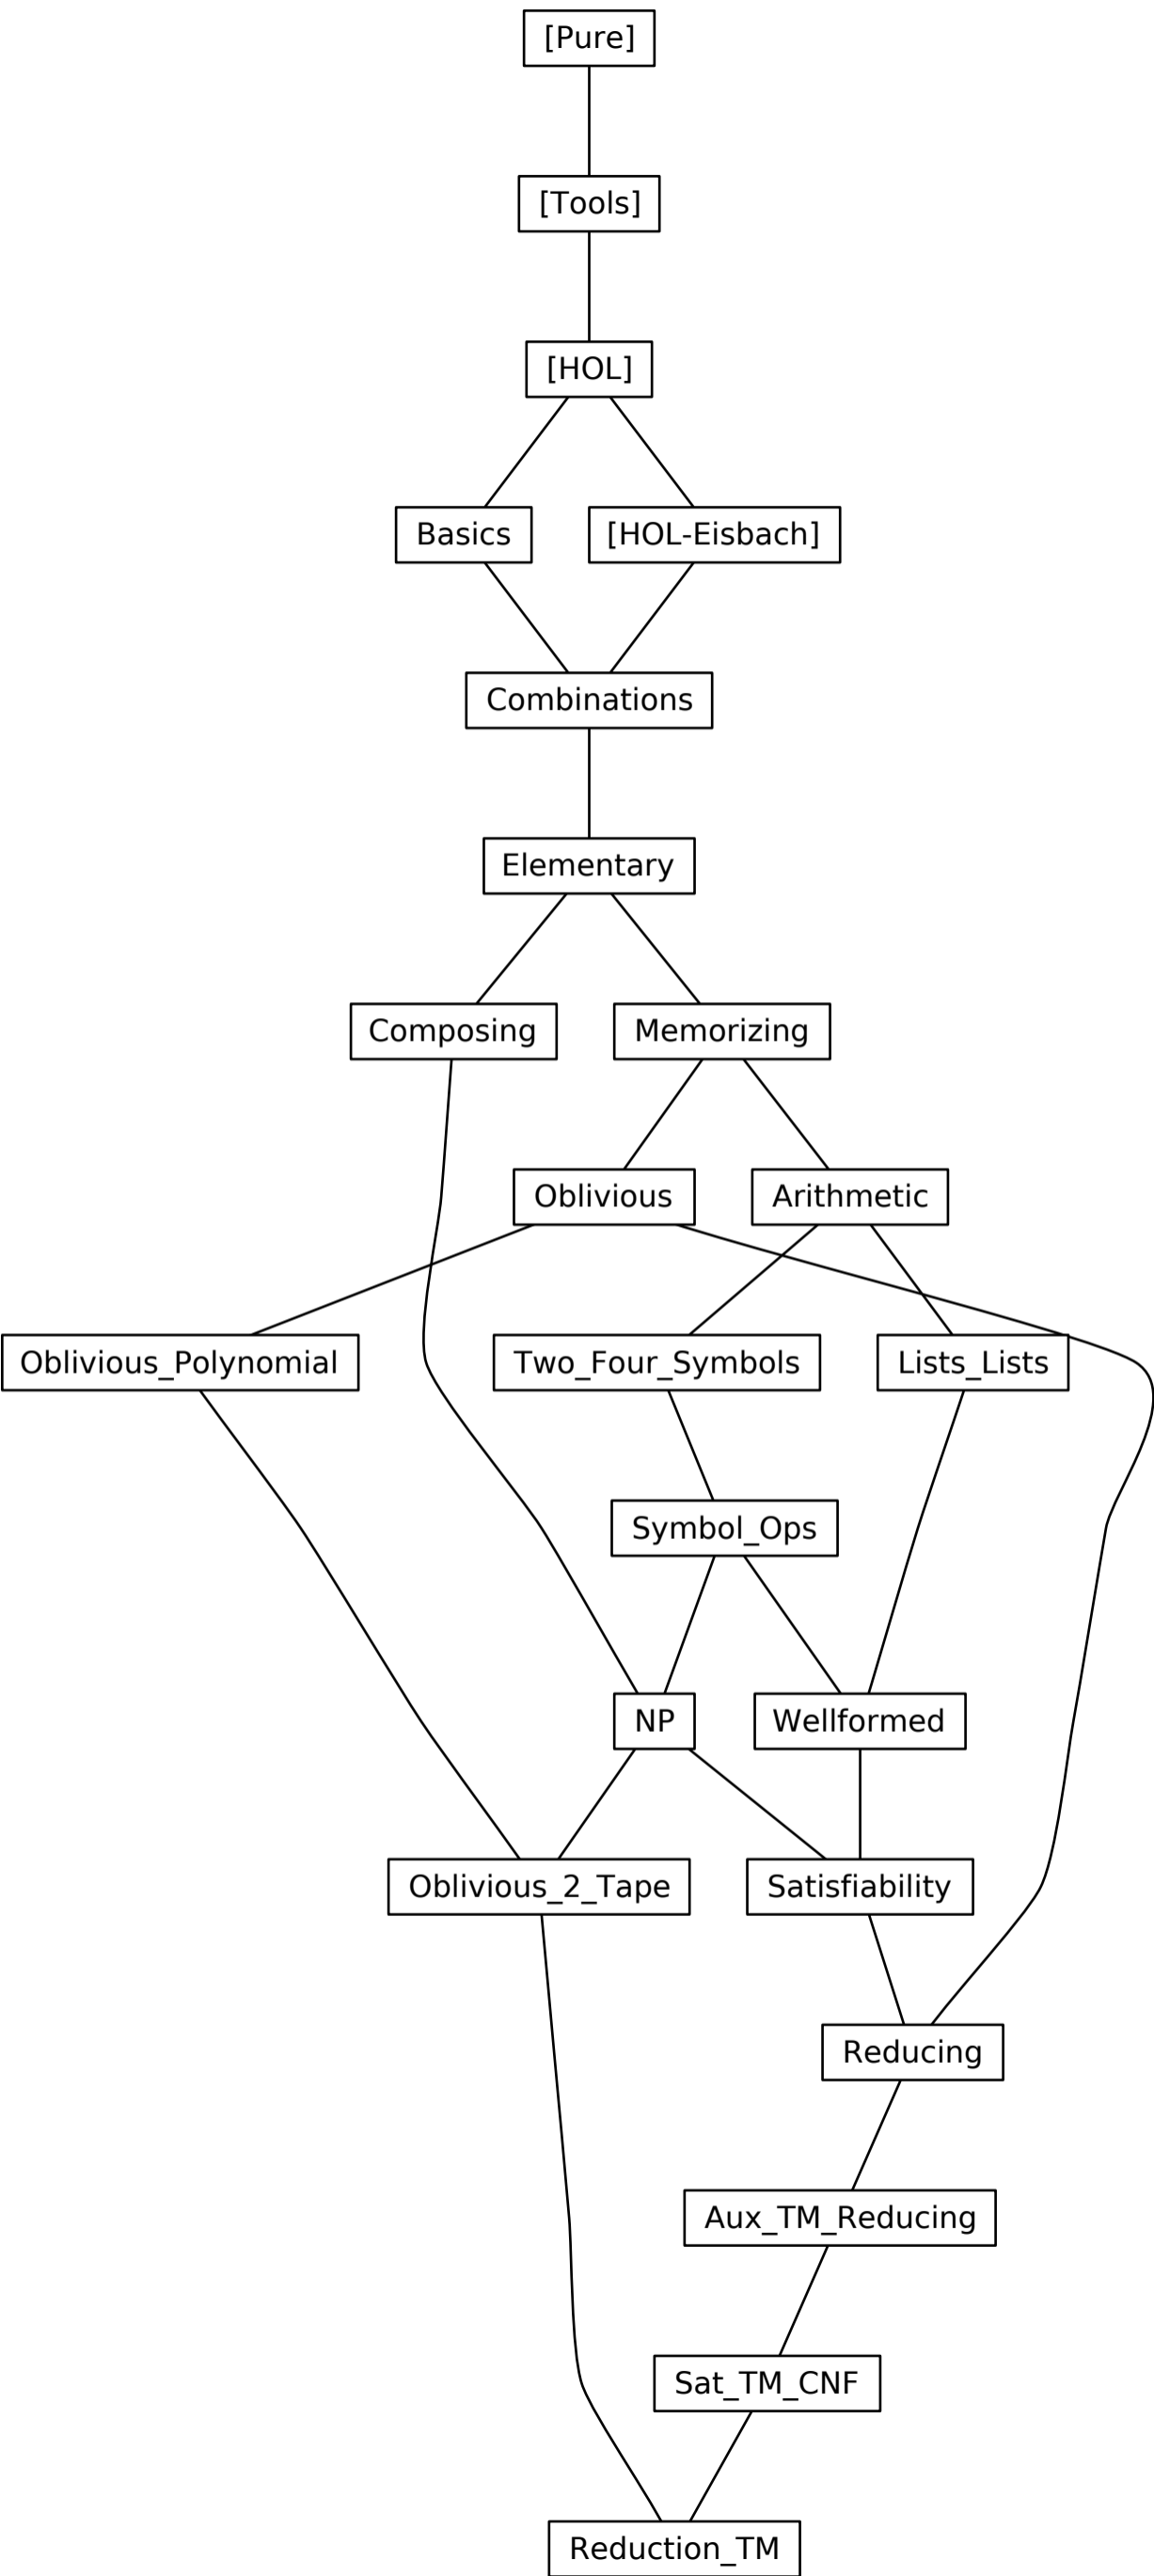 [Pure]
[Tools]
[HOL]
Basics
[HOL-Eisbach]
Combinations
Elementary
Composing
Memorizing
Oblivious
Arithmetic
Oblivious_Polynomial
Two_Four_Symbols
Lists_Lists
Symbol_Ops
NP
Wellformed
Oblivious_2_Tape
Satisfiability
Reducing
Aux_TM_Reducing
Sat_TM_CNF
Reduction_TM